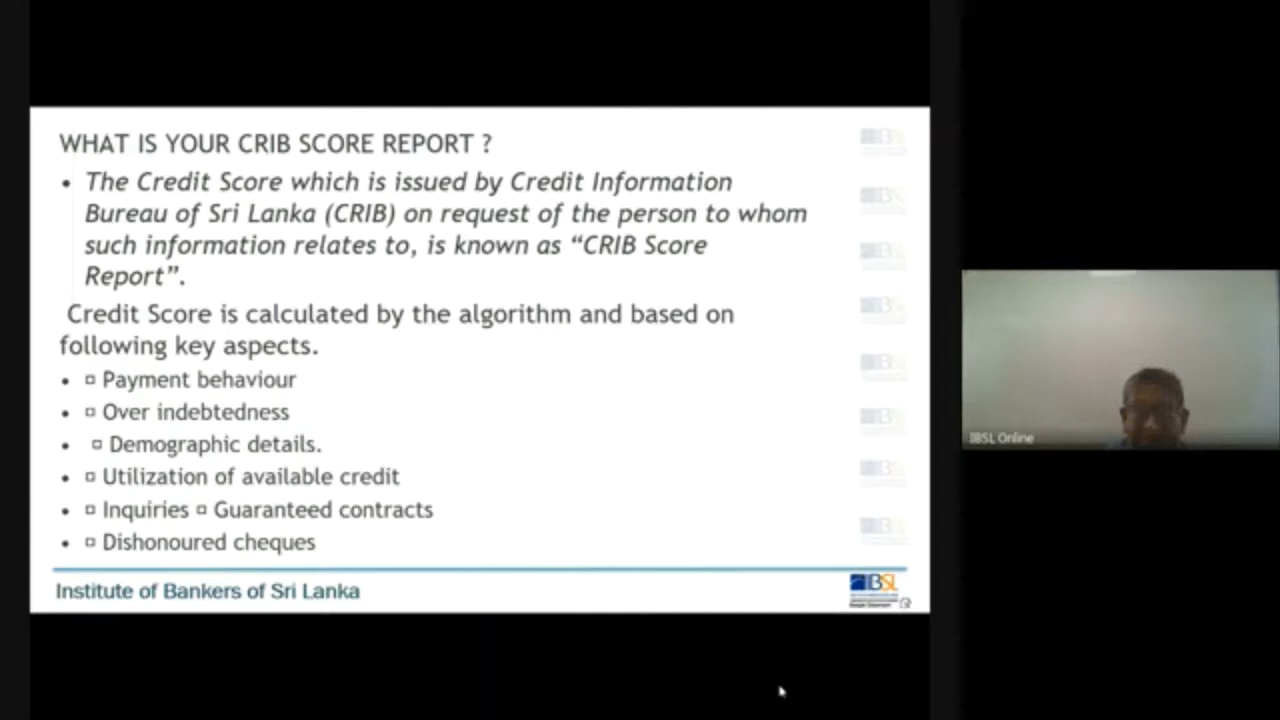 WHAT IS YOUR CRIB SCORE REPORT ?
• The Credit Score which is issued by Credit Information
Bureau of Sri Lanka (CRIB) on request of the person to whom
such information relates to, is known as “CRIB Score
Report”.
Credit Score is calculated by the algorithm and based on
following key aspects.
• ▫ Payment behaviour
• ▫ Over indebtedness
• ▫ Demographic details.
• ▫ Utilization of available credit
• ▫ Inquiries ▫ Guaranteed contracts
• ▫ Dishonoured cheques
Institute of Bankers of Sri Lanka
IBSL
IBSL Online